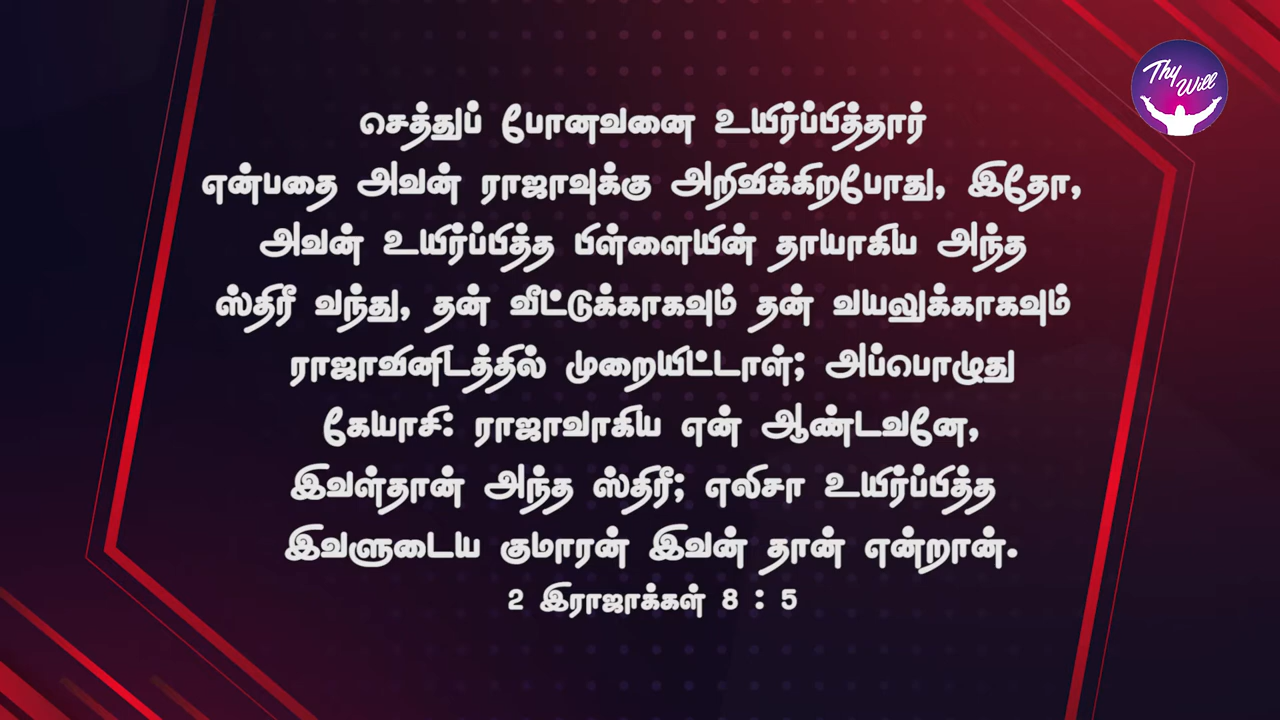 Thy Will
செத்துப் போனவனை உயிர்ப்பித்தார்
என்பதை அவன் ராஜாவுக்கு அறிவிக்கிறபோது, இதோ,
அவன் உயிர்ப்பித்த பிள்ளையின் தாயாகிய அந்த
ஸ்திரீ வந்து, தன் வீட்டுக்காகவும் தன் வயலுக்காகவும்
ராஜாவினிடத்தில் முறையிட்டாள்; அப்பொழுது
கேயாசி: ராஜாவாகிய என் ஆண்டவனே,
இவள்தான் அந்த ஸ்திரீ; எலிசா உயிர்ப்பித்த
இவளுடைய குமாரன் இவன் தான் என்றான்.
2 இராஜாக்கள் 8 : 5